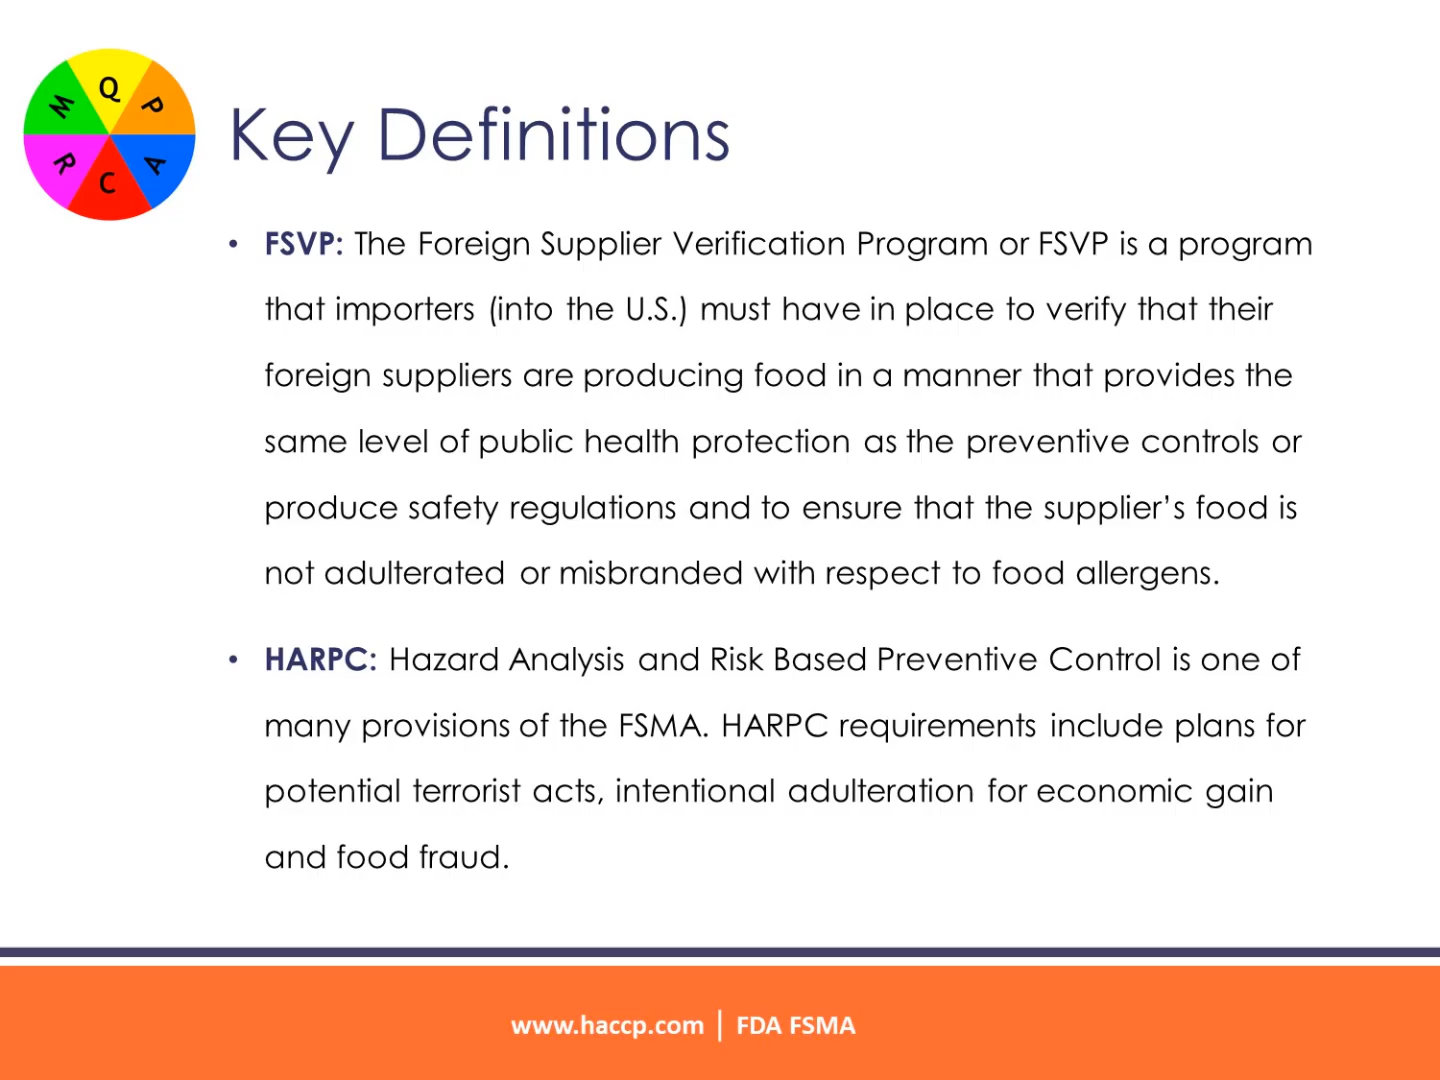 Q
P
A
C
R
W
Key Definitions
• FSVP: The Foreign Supplier Verification Program or FSVP is a program
that importers (into the U.S.) must have in place to verify that their
foreign suppliers are producing food in a manner that provides the
same level of public health protection as the preventive controls or
produce safety regulations and to ensure that the supplier’s food is
not adulterated or misbranded with respect to food allergens.
• HARPC: Hazard Analysis and Risk Based Preventive Control is one of
many provisions of the FSMA. HARPC requirements include plans for
potential terrorist acts, intentional adulteration for economic gain
and food fraud.
www.haccp.com | FDA FSMA